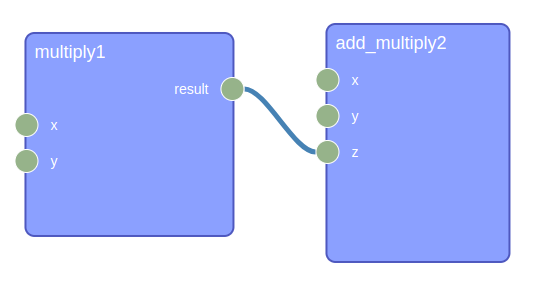 multiply1
result
x
y
add_multiply2
x
y
z